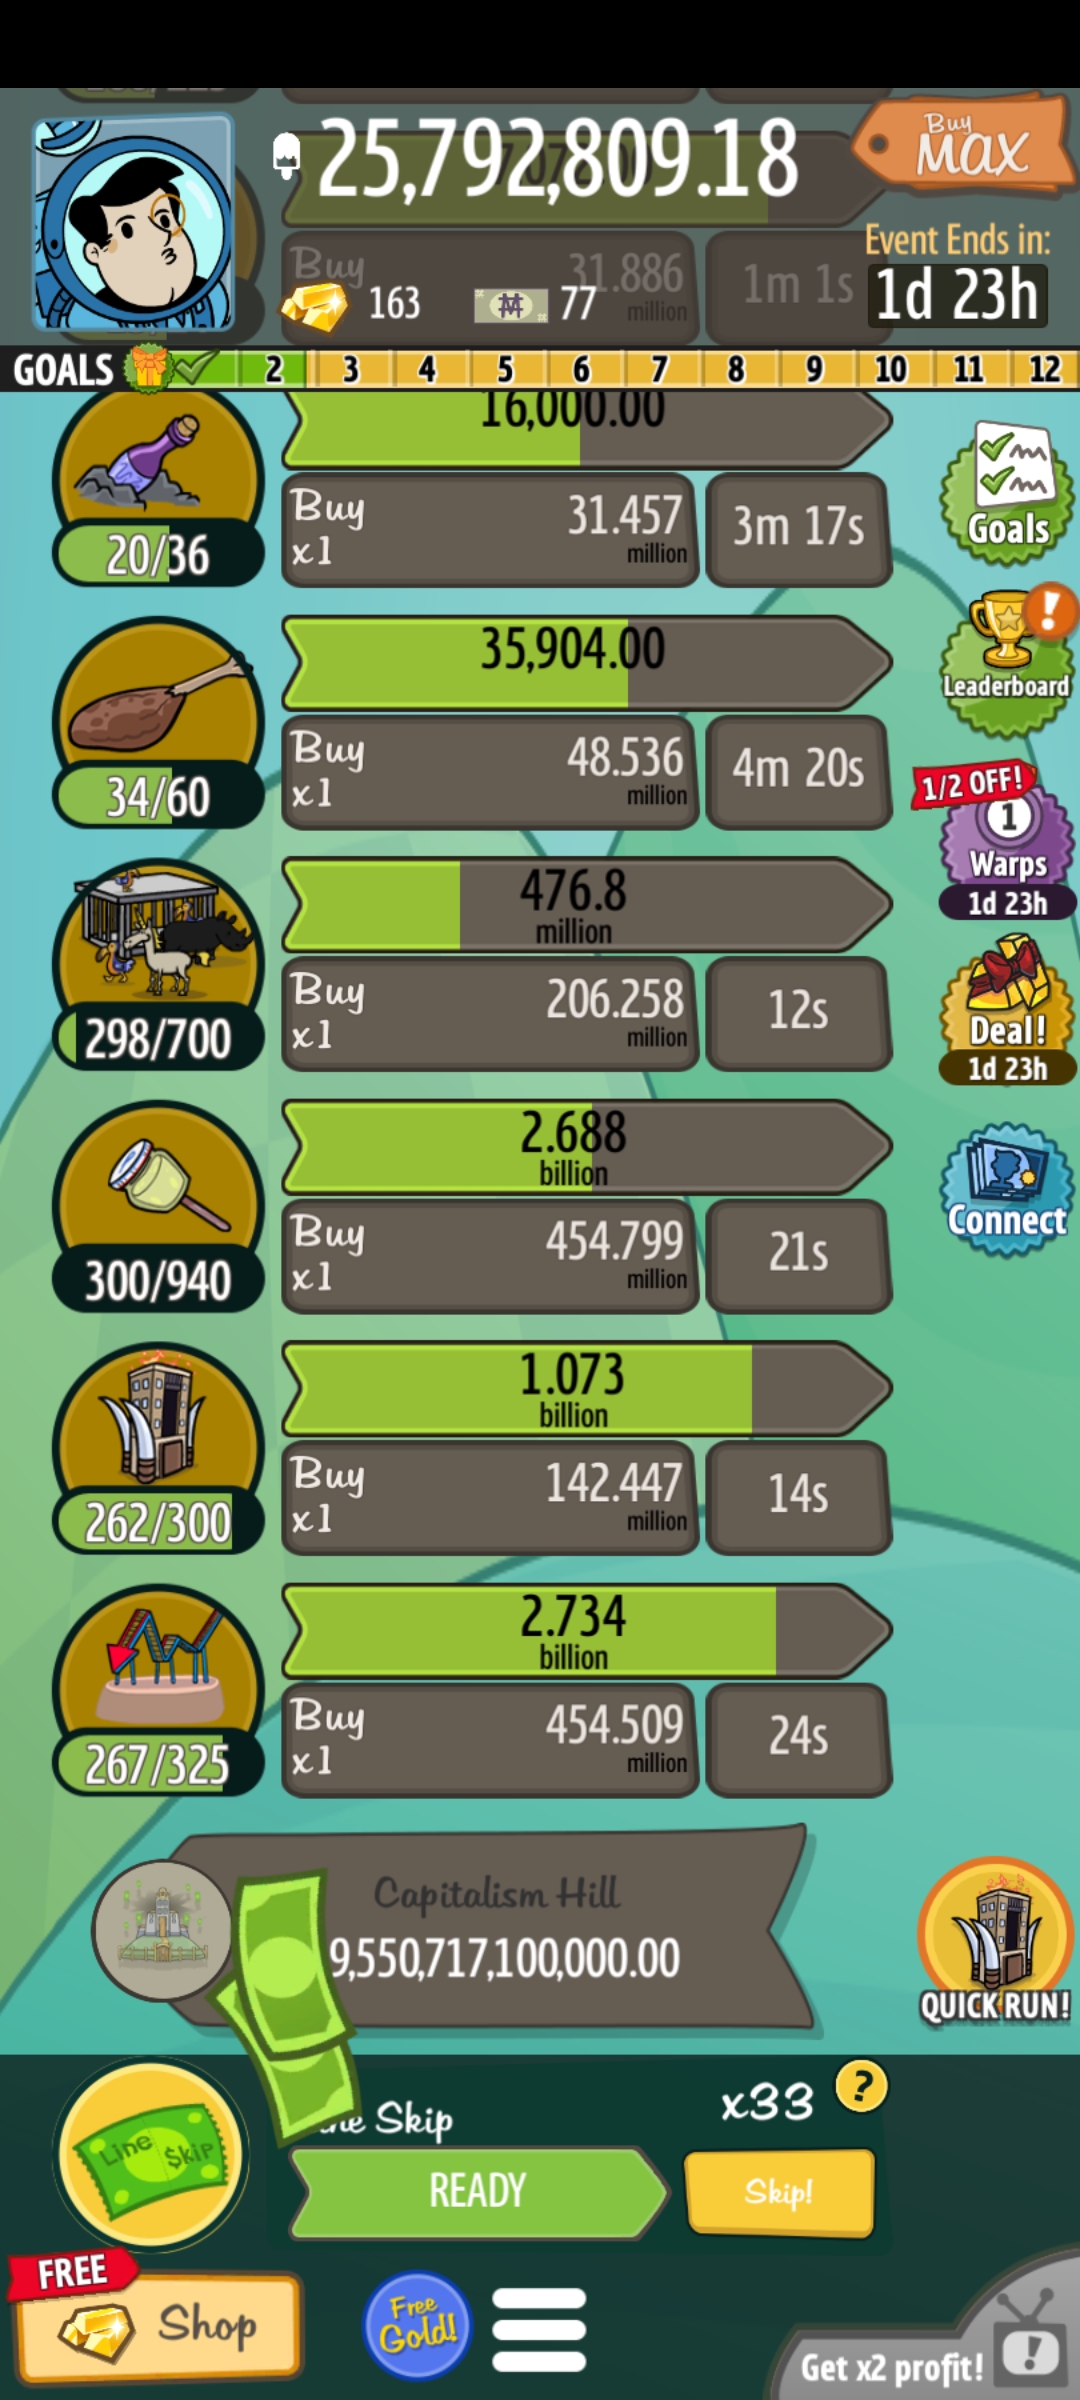 25,792,809.18
Buy
MAX
Buy
31.886
million
1m 1s
Event Ends in:
1d 23h
163
77
GOALS
2
3
4
5
6
7
8
9
10
11
12
16,000.00
20/36
Buy
x1
31.457
million
3m 17s
Goals
35,904.00
34/60
Buy
x1
48.536
million
4m 20s
!
Leaderboard
1/2 OFF!
1
Warps
1d 23h
476.8
million
298/700
Buy
x1
206.258
million
12s
Deal!
1d 23h
2.688
billion
300/940
Buy
x1
454.799
million
21s
Connect
1.073
billion
262/300
Buy
x1
142.447
million
14s
2.734
billion
267/325
Buy
x1
454.509
million
24s
Capitalism Hill
9,550,717,100,000.00
QUICK RUN!
Line $kip
Skip
x33
?
READY
Skip!
FREE
Shop
Free
Gold!
Get x2 profit!
!